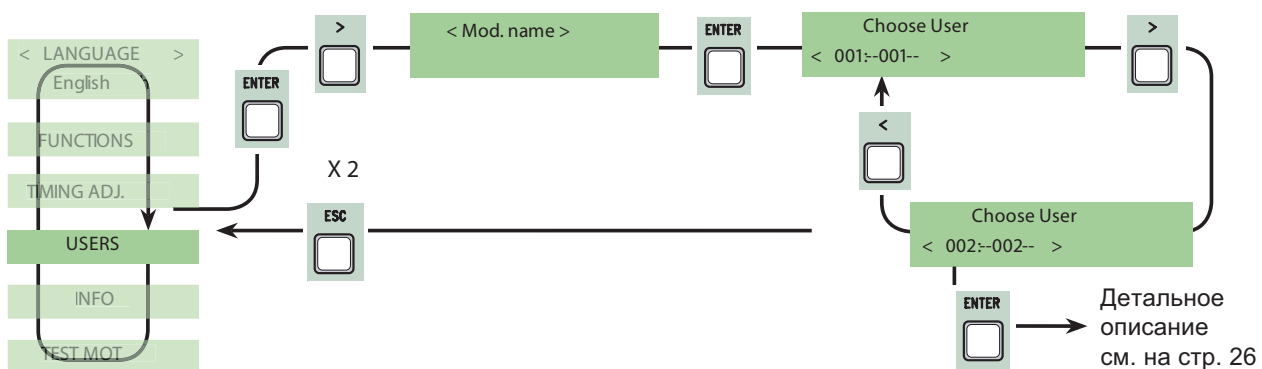 < LANGUAGE >
English
FUNCTIONS
TIMING ADJ.
USERS
INFO
TEST MOT
ENTER
>
< Mod. name >
ENTER
Choose User
< 001:--001-- >
>
<
Choose User
< 002:--002-- >
X 2
ESC
ENTER
Детальное
описание
см. на стр. 26